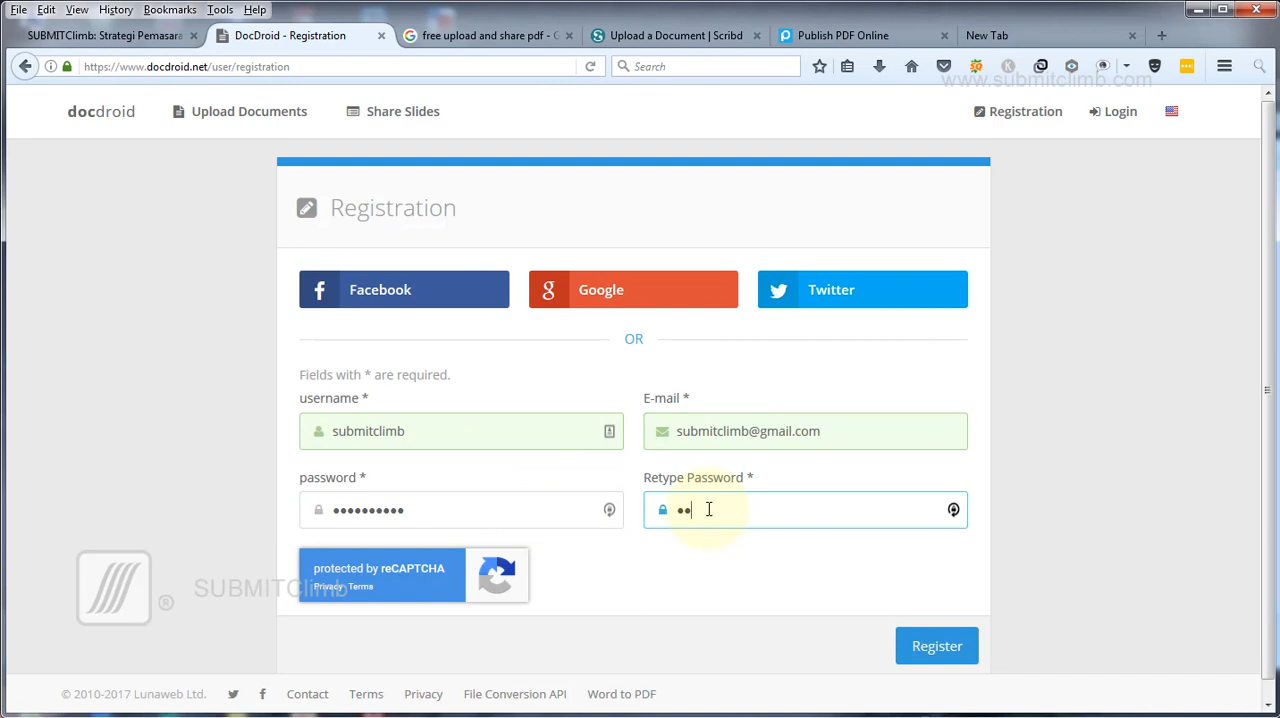 File Edit View History Bookmarks Tools Help
SUBMITClimb: Strategi Pemasara
DocDroid - Registration
free upload and share pdf - G
Upload a Document | Scribd
Publish PDF Online
New Tab
https://www.docdroid.net/user/registration
Search
www.submitclimb.com
docdroid
Upload Documents
Share Slides
Registration
Login
Registration
Facebook
Google
Twitter
OR
Fields with * are required.
username *
E-mail *
submitclimb
submitclimb@gmail.com
password *
Retype Password *
••••••••••
••
protected by reCAPTCHA
Privacy Terms
SUBMITClimb
®
Register
© 2010-2017 Lunaweb Ltd.
Contact
Terms
Privacy
File Conversion API
Word to PDF